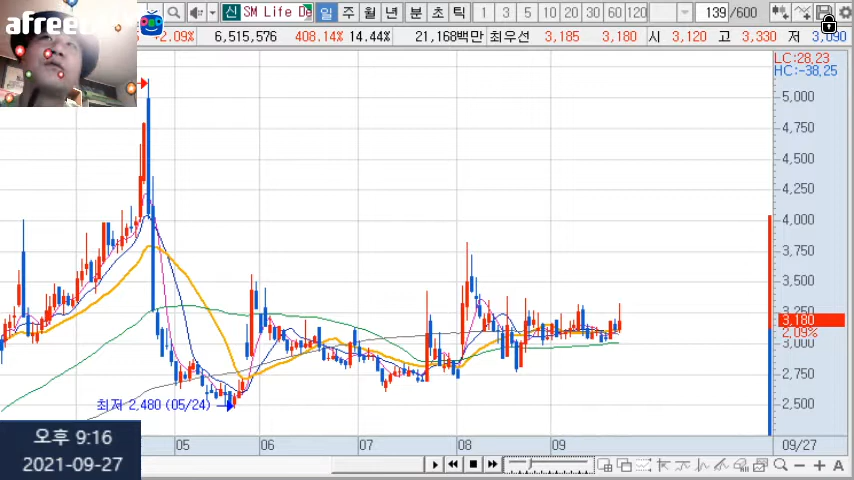 afree
신 SM Life De 일 주 월 년 분 초 틱 1 3 5 10 20 30 60 120 139 /600
2.09% 6,515,576 408.14% 14.44% 21,168백만 최우선 3,185 3,180 시 3,120 고 3,330 저 3,090
LC:28,23
HC:-38,25
5,000
4,750
4,500
4,250
4,000
3,750
3,500
3,250
3,180
2.09%
3,000
2,750
2,500
최저 2,480 (05/24)
05 06 07 08 09 09/27
오후 9:16
2021-09-27
A